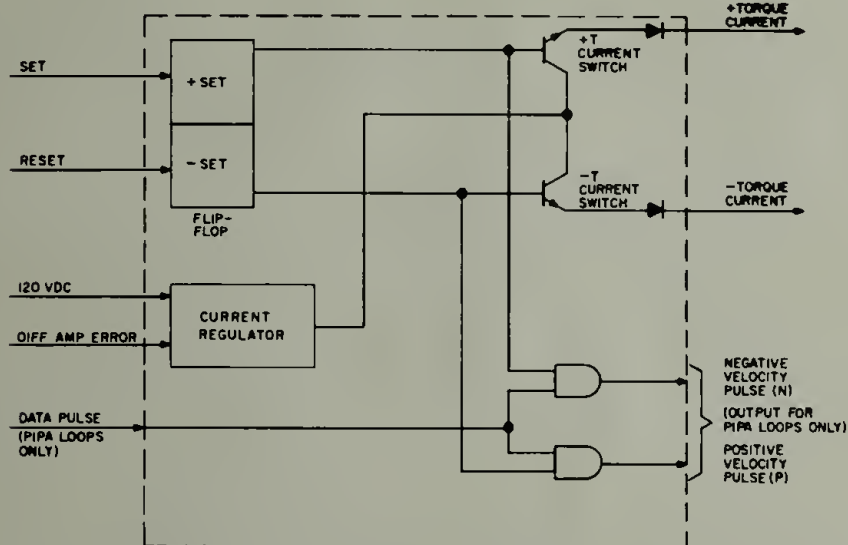 SET
+ SET
RESET
- SET
FLIP-
FLOP
+T
CURRENT
SWITCH
+TORQUE
CURRENT
-T
CURRENT
SWITCH
-TORQUE
CURRENT
120 VDC
DIFF AMP ERROR
CURRENT
REGULATOR
DATA PULSE
(PIPA LOOPS
ONLY)
NEGATIVE
VELOCITY
PULSE (N)
(OUTPUT FOR
PIPA LOOPS ONLY)
POSITIVE
VELOCITY
PULSE (P)